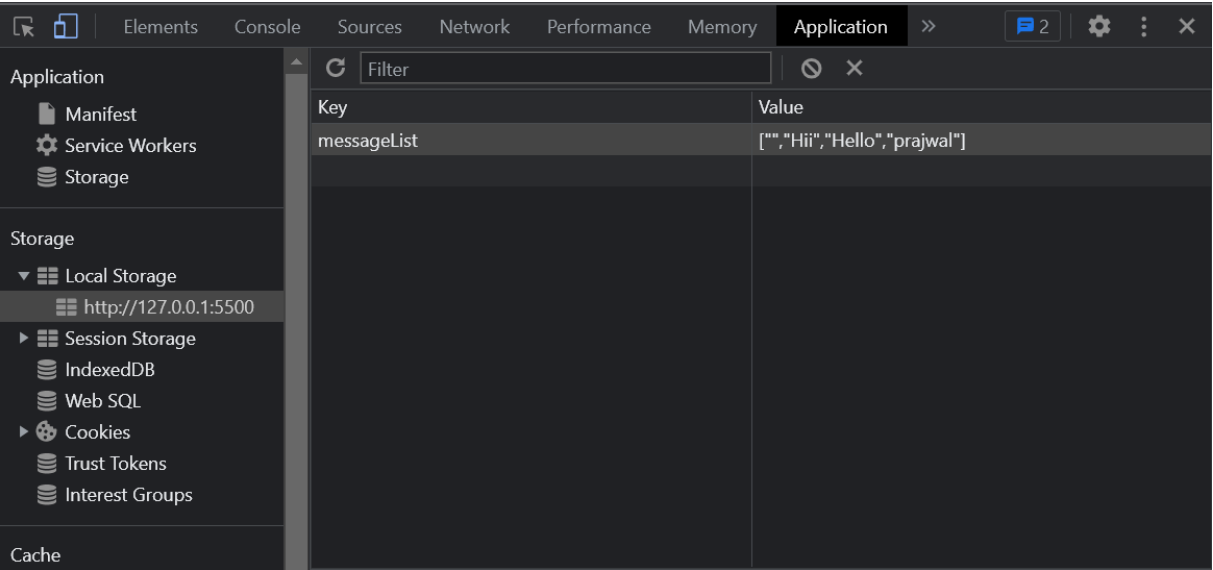 Elements Console Sources Network Performance Memory Application » 2
Application
Manifest
Service Workers
Storage
Storage
Local Storage
http://127.0.0.1:5500
Session Storage
IndexedDB
Web SQL
Cookies
Trust Tokens
Interest Groups
Cache
Filter
Key Value
messageList ["","Hii","Hello","prajwal"]